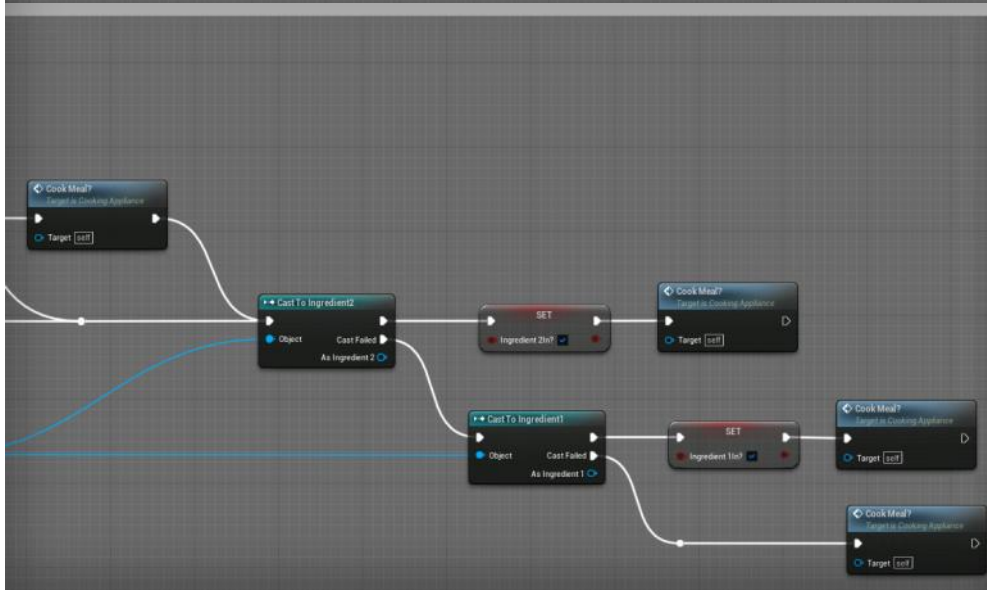 Cook Meal?
Target is Cooking Appliance
Target self
Cast To Ingredient2
Object
Cast Failed
As Ingredient 2
SET
Ingredient 2In?
Cook Meal?
Target is Cooking Appliance
Target self
Cast To Ingredient1
Object
Cast Failed
As Ingredient 1
SET
Ingredient 1In?
Cook Meal?
Target is Cooking Appliance
Target self
Cook Meal?
Target is Cooking Appliance
Target self